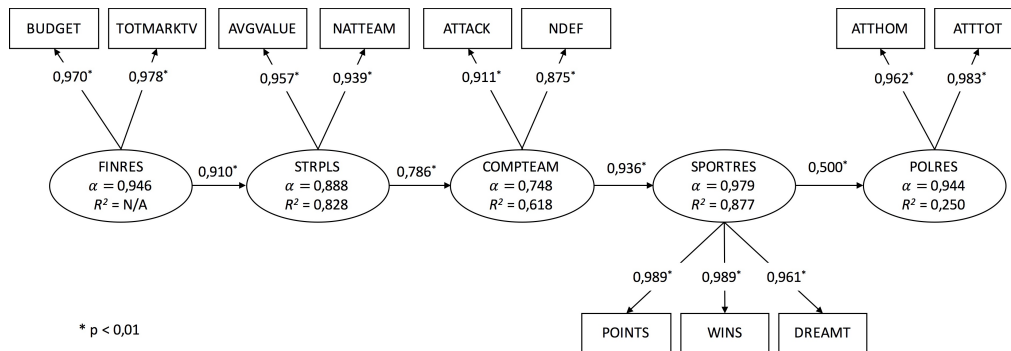 BUDGET
TOTMARKTV
AVGVALUE
NATTEAM
ATTACK
NDEF
ATTHOM
ATTTOT
0,970*
0,978*
0,957*
0,939*
0,911*
0,875*
0,962*
0,983*
FINRES
α = 0,946
R² = N/A
0,910*
STRPLS
α = 0,888
R² = 0,828
0,786*
COMPTEAM
α = 0,748
R² = 0,618
0,936*
SPORTRES
α = 0,979
R² = 0,877
0,500*
POLRES
α = 0,944
R² = 0,250
0,989*
0,989*
0,961*
POINTS
WINS
DREAMT
* p < 0,01